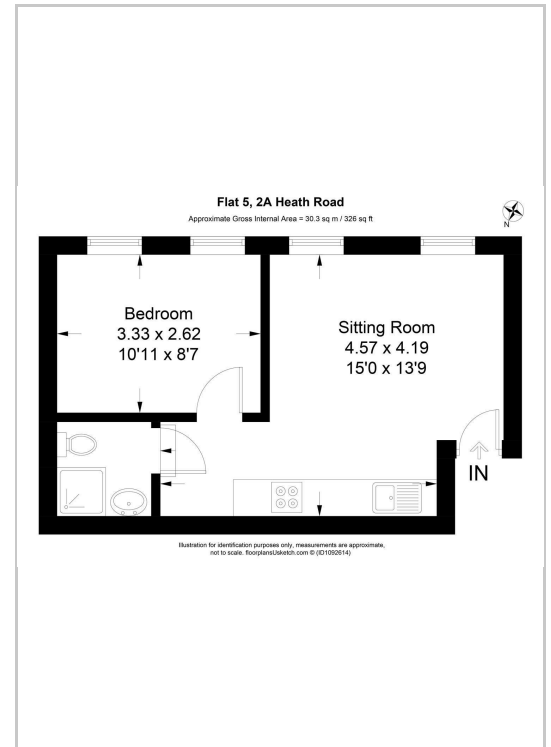 Flat 5, 2A Heath Road
Approximate Gross Internal Area = 30.3 sq m / 326 sq ft
N
Bedroom
3.33 x 2.62
10'11 x 8'7
Sitting Room
4.57 x 4.19
15'0 x 13'9
IN
Illustration for identification purposes only, measurements are approximate,
not to scale. floorplansUsketch.com © (ID1092614)